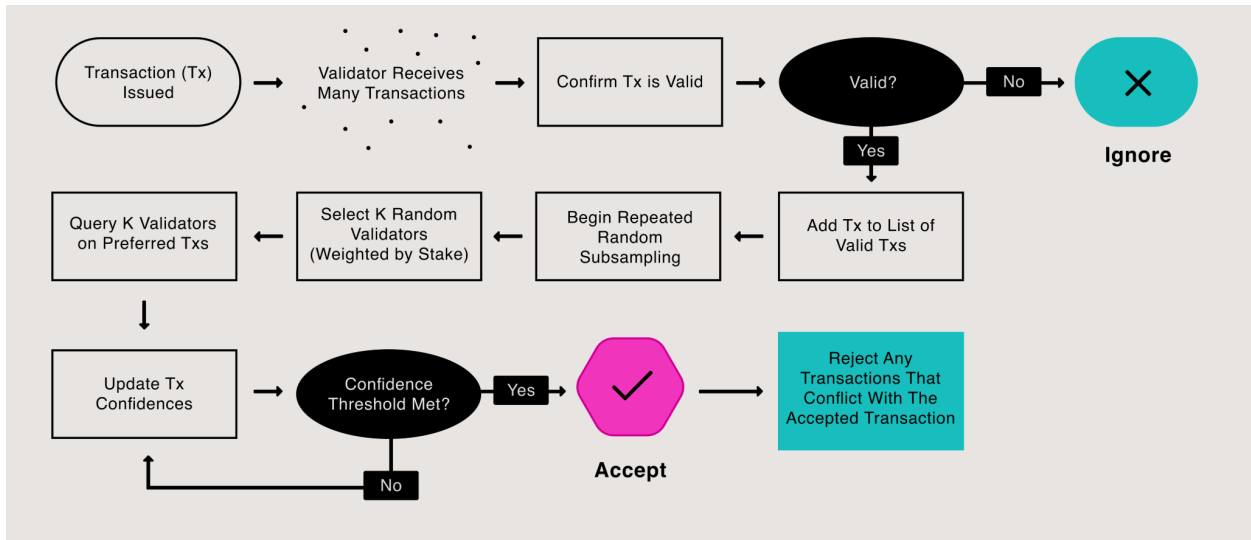 Transaction (Tx)
Issued
Validator Receives
Many Transactions
Confirm Tx is Valid
Valid?
No
Ignore
Yes
Query K Validators
on Preferred Txs
Select K Random
Validators
(Weighted by Stake)
Begin Repeated
Random
Subsampling
Add Tx to List of
Valid Txs
Update Tx
Confidences
Confidence
Threshold Met?
Yes
Accept
Reject Any
Transactions That
Conflict With The
Accepted Transaction
No